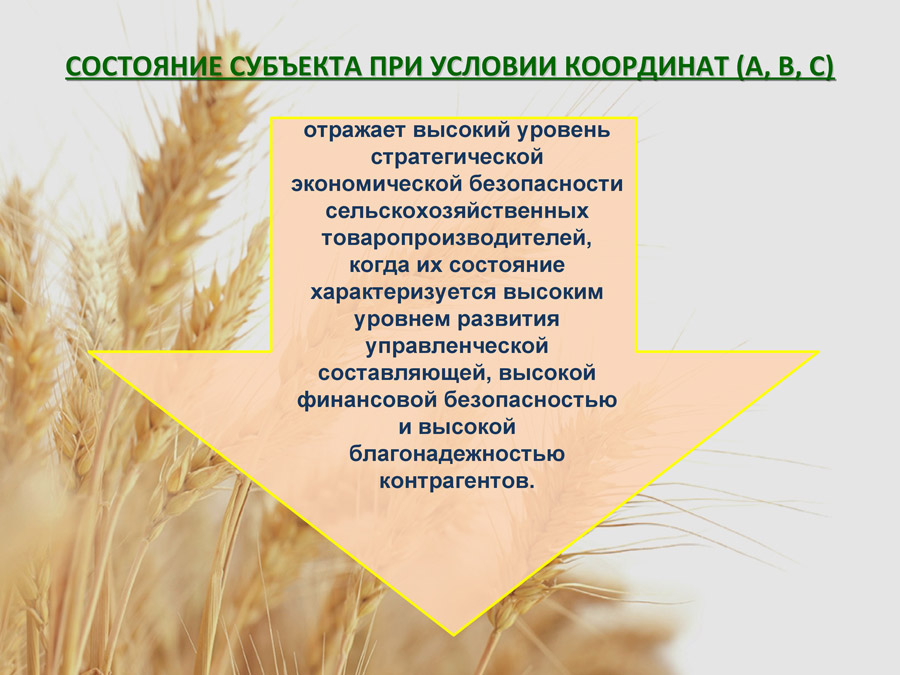 СОСТОЯНИЕ СУБЪЕКТА ПРИ УСЛОВИИ КООРДИНАТ (А, В, С)
отражает высокий уровень
стратегической
экономической безопасности
сельскохозяйственных
товаропроизводителей,
когда их состояние
характеризуется высоким
уровнем развития
управленческой
составляющей, высокой
финансовой безопасностью
и высокой
благонадежностью
контрагентов.